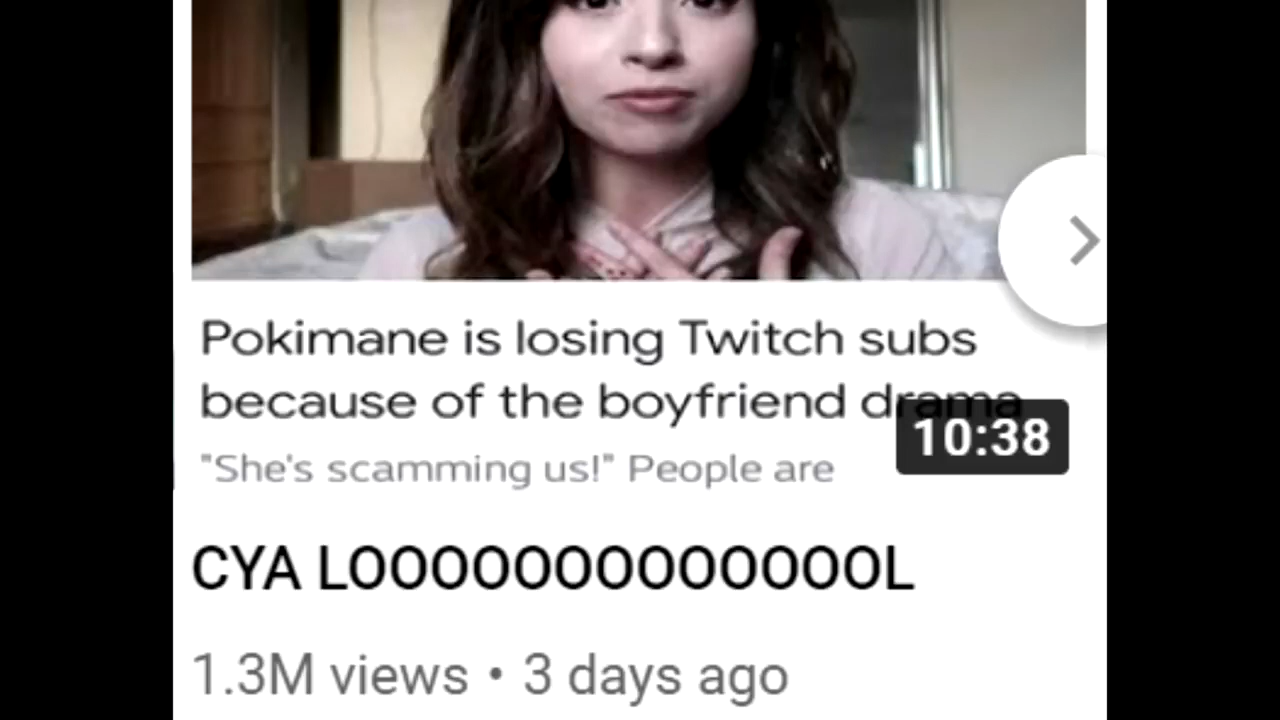 Pokimane is losing Twitch subs
because of the boyfriend drama
10:38
"She's scamming us!" People are
CYA LOOOOOOOOOOOOOL
1.3M views • 3 days ago